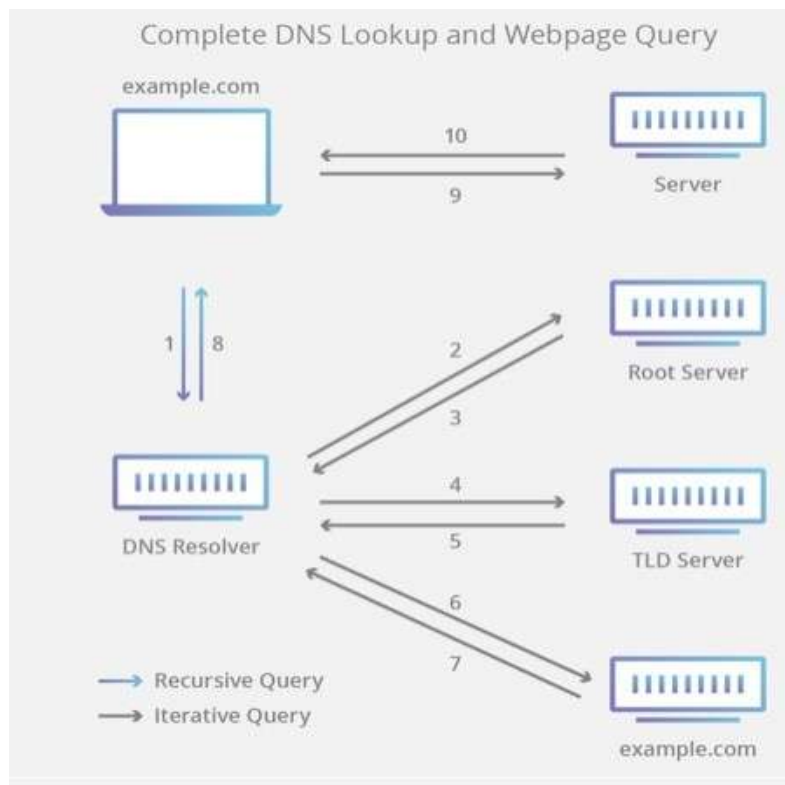 Complete DNS Lookup and Webpage Query
example.com
10
9
Server
1
8
2
3
Root Server
DNS Resolver
4
5
TLD Server
6
7
example.com
Recursive Query
Iterative Query